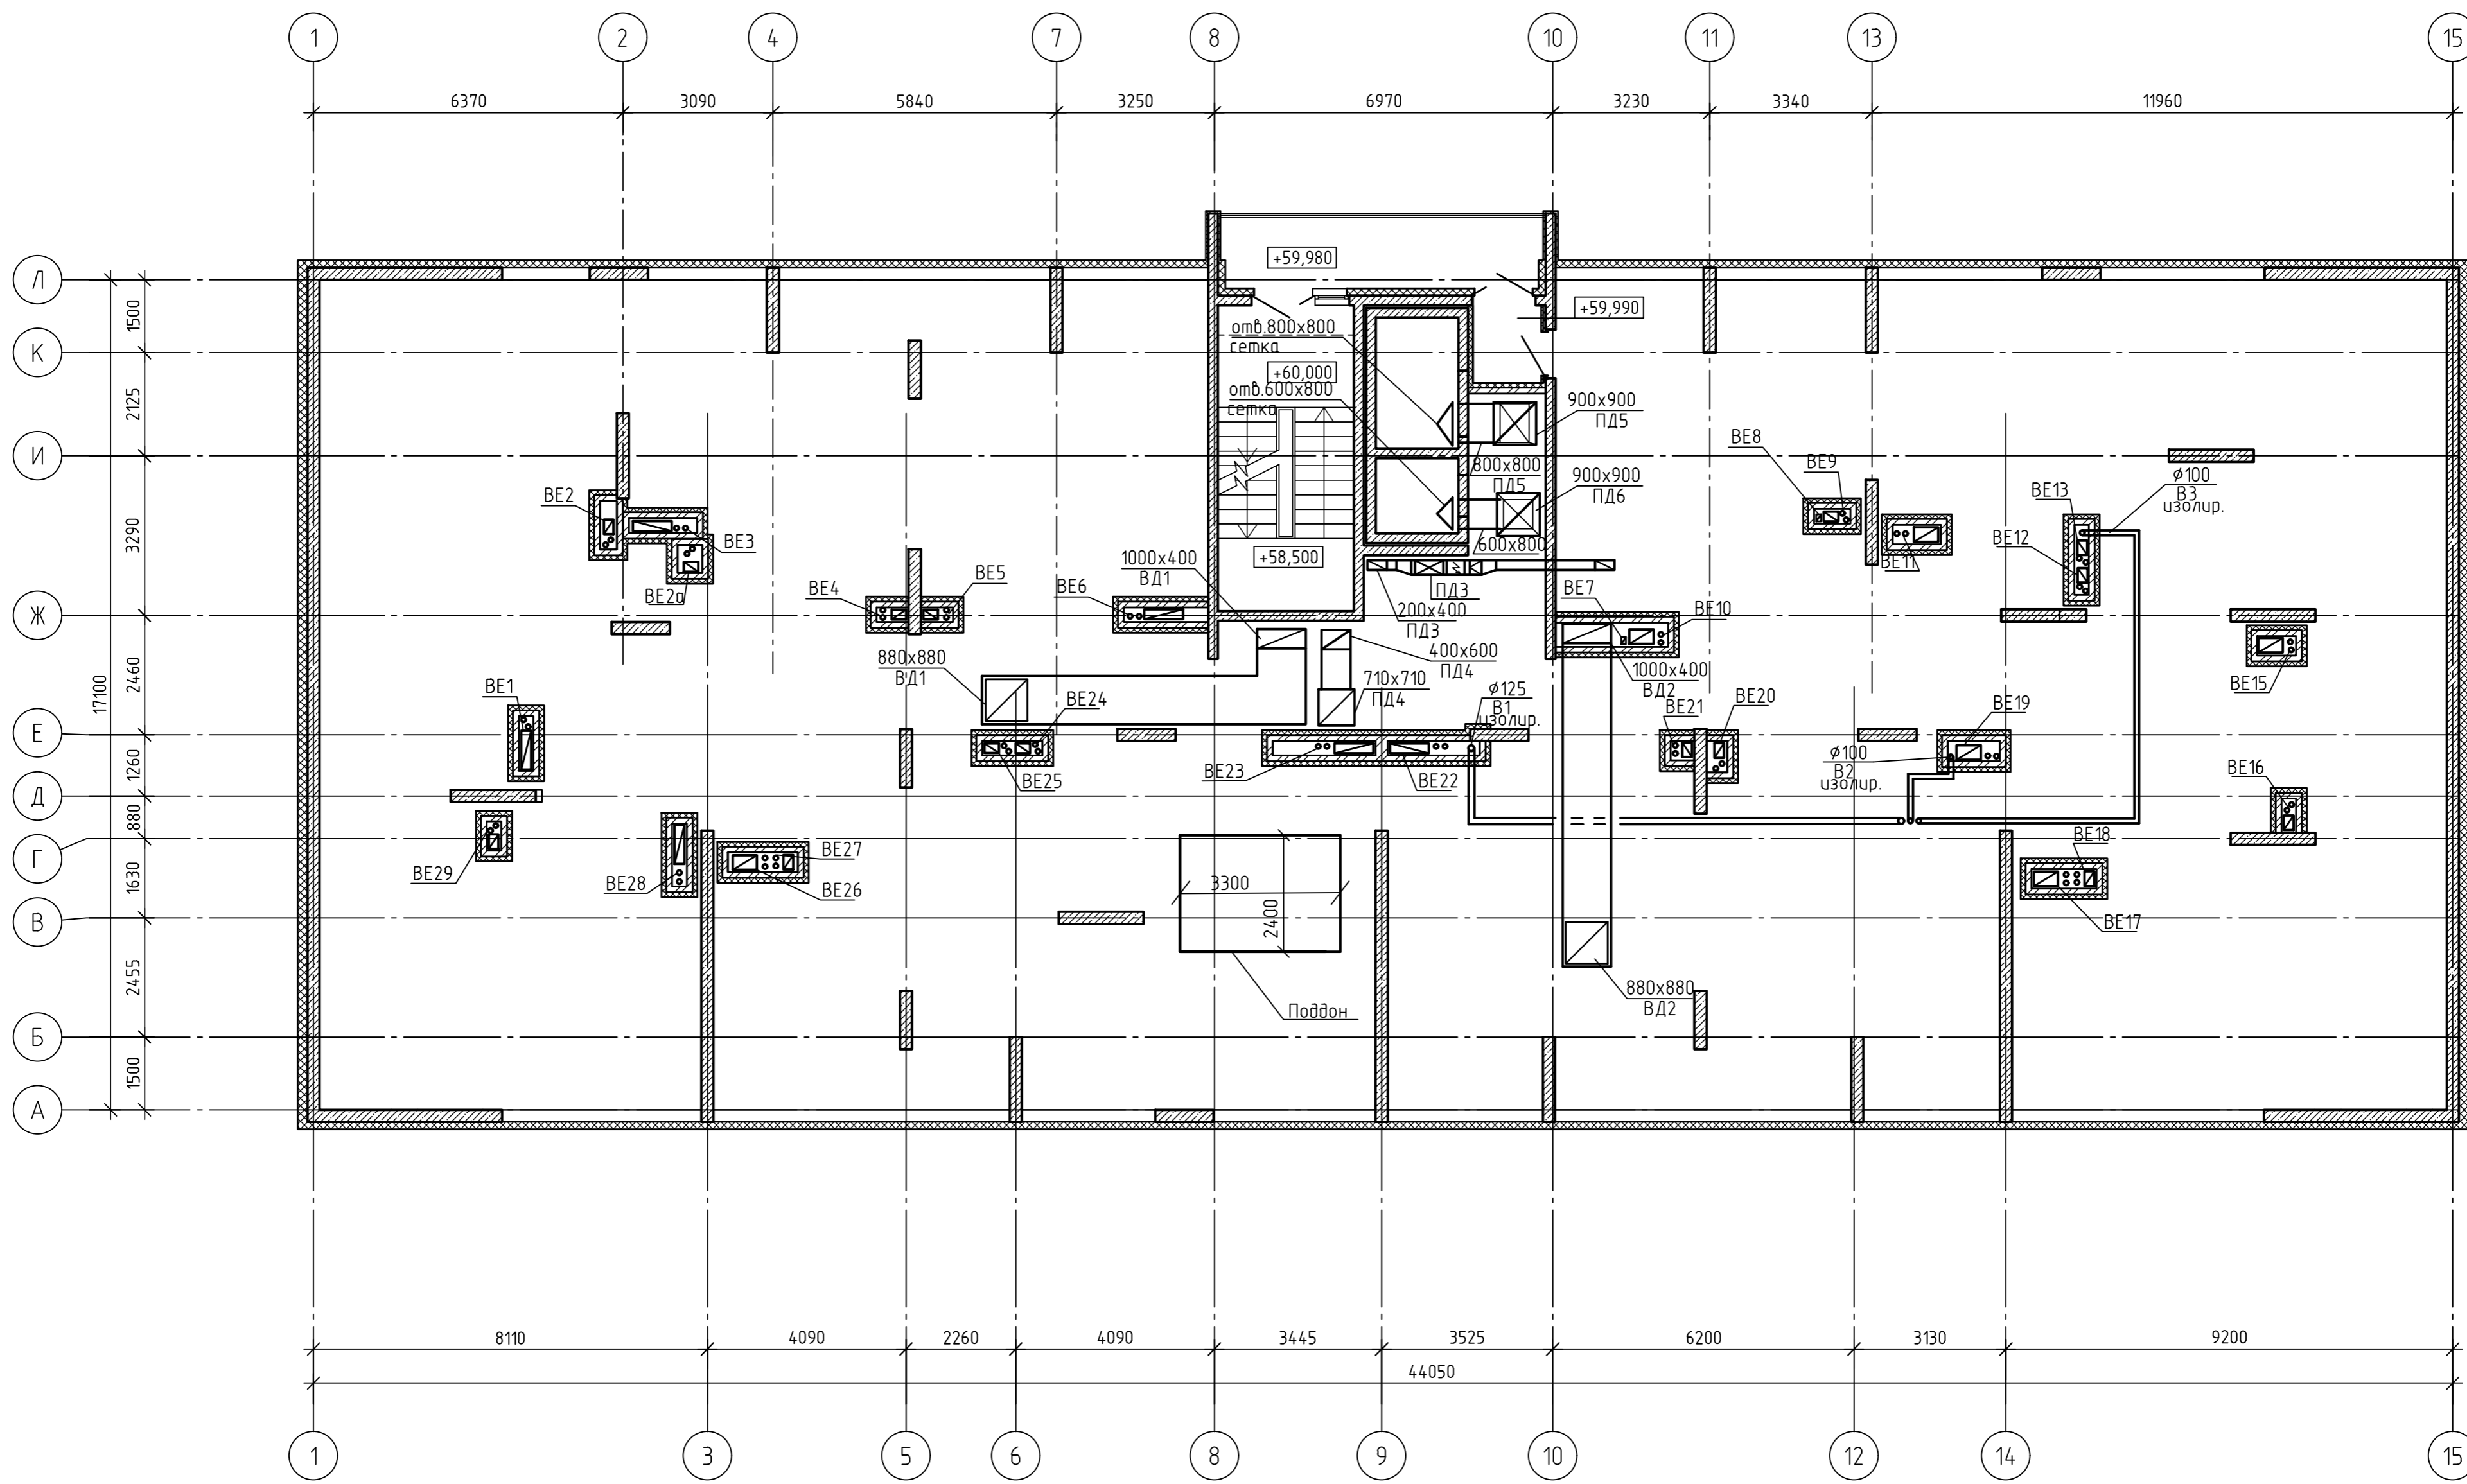 1 2 4 7 8 10 11 13 15
6370 3090 5840 3250 6970 3230 3340 11960
+59,980
Л
+59,990
1500
отв.800х800
сетка
К
+60,000
отв.600х800
сетка
2125
900х900
ПД5
И
ВЕ8
ВЕ9
800х800
ПД5
900х900
ПД6
ф100
В3
изолир.
ВЕ13
ВЕ2
ВЕ3
3290
ВЕ12
600х800
+58,500
1000х400
ВД1
ВЕ11
ВЕ5
ВЕ4
ВЕ2а
ВЕ6
ПД3
ВЕ7
200х400
ПД3
ВЕ10
Ж
880х880
ВД1
400х600
ПД4
1000х400
ВД2
2460
17100
710х710
ПД4
ф125
В1
изолир.
ВЕ1
ВЕ15
ВЕ24
ВЕ21
ВЕ20
ВЕ19
Е
ф100
В2
изолир.
1260
ВЕ25
ВЕ23
ВЕ22
ВЕ16
Д
880
ВЕ18
Г
ВЕ27
ВЕ29
ВЕ28
ВЕ26
1630
3300
2400
В
ВЕ17
2455
880х880
ВД2
Поддон
Б
1500
А
8110 4090 2260 4090 3445 3525 6200 3130 9200
44050
1 3 5 6 8 9 10 12 14 15